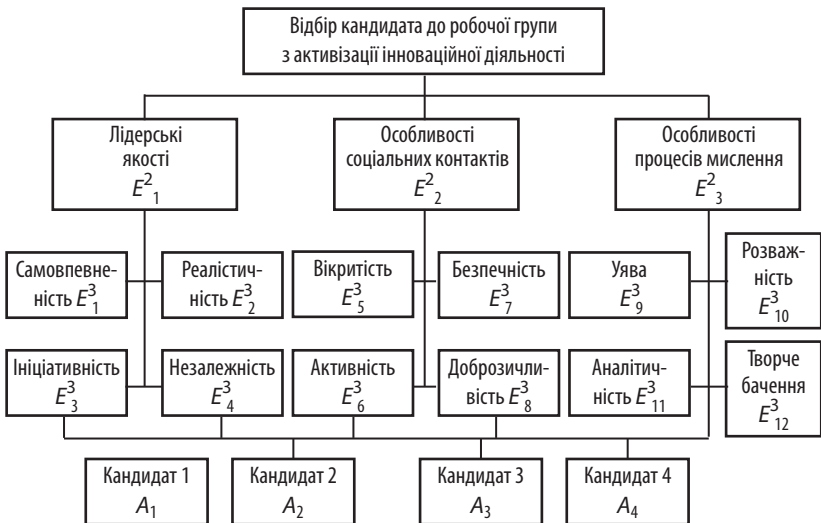 Відбір кандидата до робочої групи
з активізації інноваційної діяльності
Лідерські
якості
E²₁
Особливості
соціальних контактів
E²₂
Особливості
процесів мислення
E²₃
Самовпевне-
ність E³₁
Реалістич-
ність E³₂
Вікритість
E³₅
Безпечність
E³₇
Уява
E³₉
Розваж-
ність
E³₁₀
Ініціативність
E³₃
Незалежність
E³₄
Активність
E³₆
Доброзичли-
вість E³₈
Аналітич-
ність E³₁₁
Творче
бачення
E³₁₂
Кандидат 1
A₁
Кандидат 2
A₂
Кандидат 3
A₃
Кандидат 4
A₄